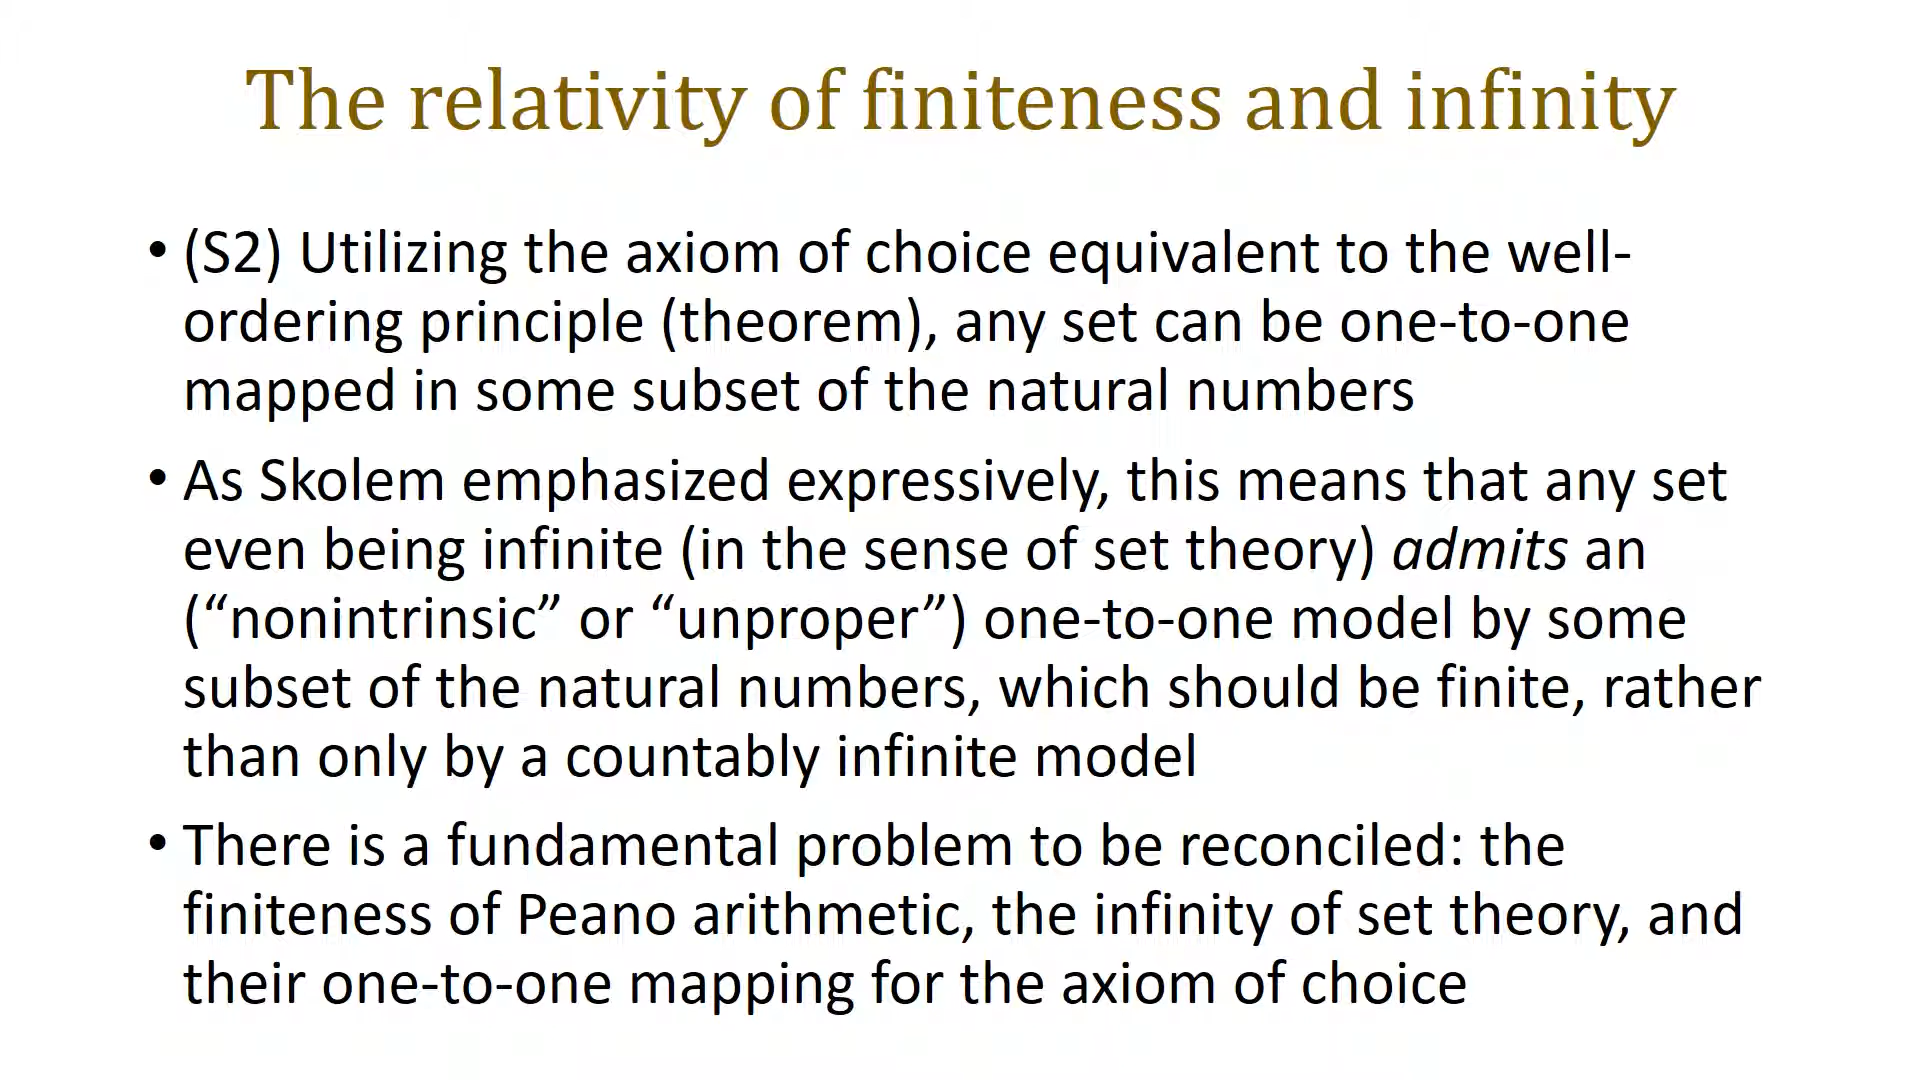 The relativity of finiteness and infinity
• (S2) Utilizing the axiom of choice equivalent to the well-
ordering principle (theorem), any set can be one-to-one
mapped in some subset of the natural numbers
• As Skolem emphasized expressively, this means that any set
even being infinite (in the sense of set theory) admits an
(“nonintrinsic” or “unproper”) one-to-one model by some
subset of the natural numbers, which should be finite, rather
than only by a countably infinite model
• There is a fundamental problem to be reconciled: the
finiteness of Peano arithmetic, the infinity of set theory, and
their one-to-one mapping for the axiom of choice